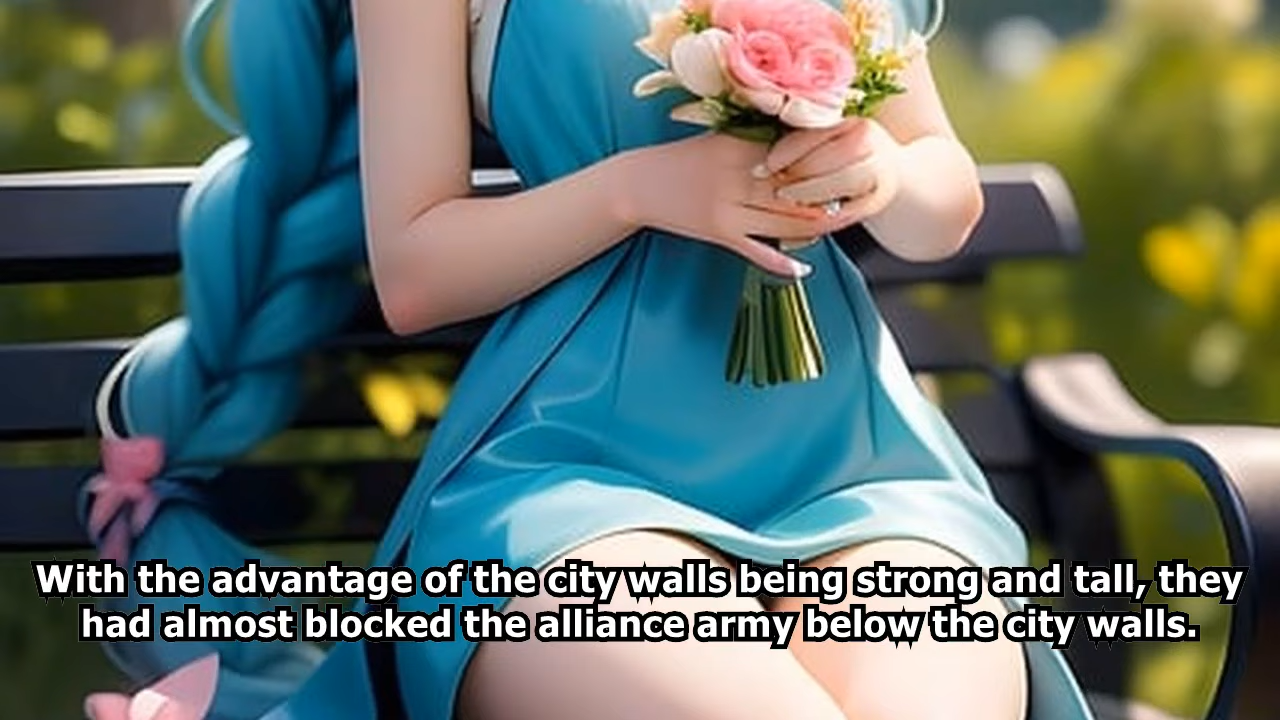 With the advantage of the city walls being strong and tall, they
had almost blocked the alliance army below the city walls.